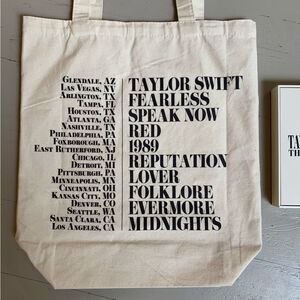 GLENDALE, AZ
LAS VEGAS, NV
ARLINGTON, TX
TAMPA, FL
HOUSTON, TX
ATLANTA, GA
NASHVILLE, TN
PHILADELPHIA, PA
FOXBOROUGH, MA
EAST RUTHERFORD, NJ
CHICAGO, IL
DETROIT, MI
PITTSBURGH, PA
MINNEAPOLIS, MN
CINCINNATI, OH
KANSAS CITY, MO
DENVER, CO
SEATTLE, WA
SANTA CLARA, CA
LOS ANGELES, CA
TAYLOR SWIFT
FEARLESS
SPEAK NOW
RED
1989
REPUTATION
LOVER
FOLKLORE
EVERMORE
MIDNIGHTS
TA
TH